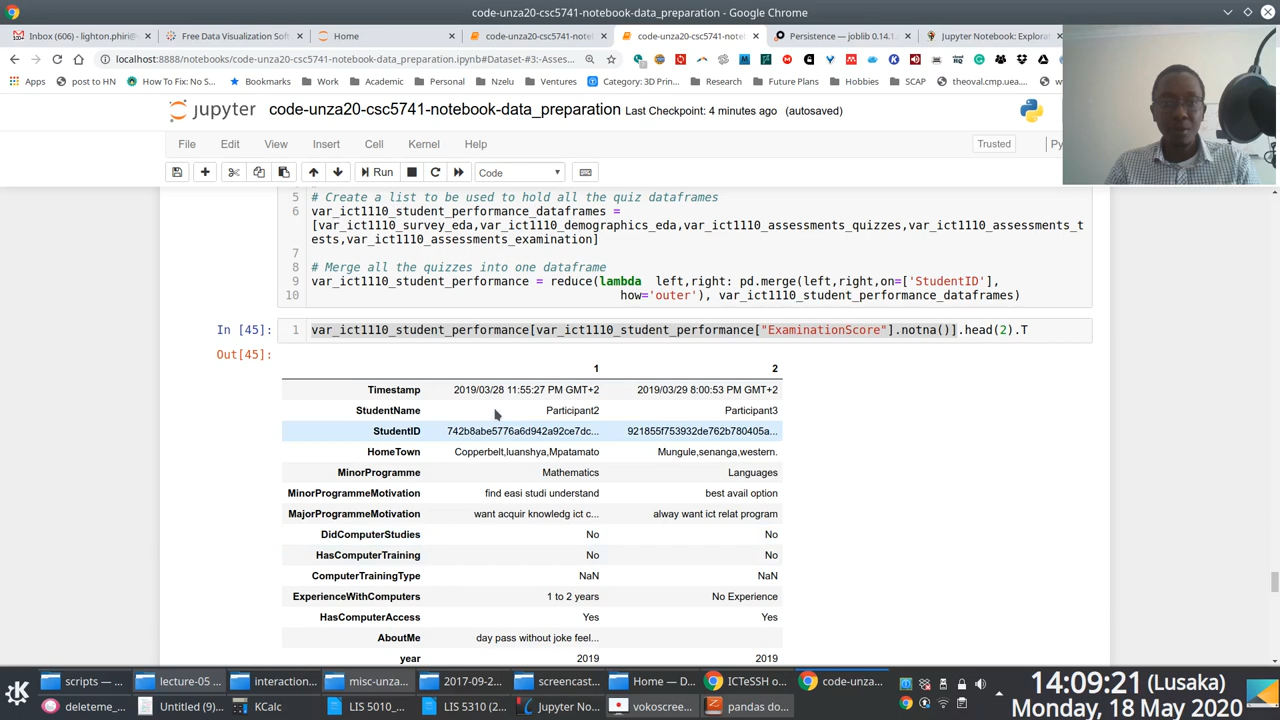 code-unza20-csc5741-notebook-data_preparation - Google Chrome
Inbox (606) - lighton.phiri@ ×
Free Data Visualization Sof ×
Home ×
code-unza20-csc5741-noteb ×
code-unza20-csc5741-noteb ×
Persistence — joblib 0.14.1. ×
Jupyter Notebook: Explorat
localhost:8888/notebooks/code-unza20-csc5741-notebook-data_preparation.ipynb#Dataset-#3:-Asses...
Apps
post to HN
How To Fix: No S...
Bookmarks
Work
Academic
Personal
Nzelu
Ventures
Category:3D Prin...
Research
Future Plans
Hobbies
SCAP
theoval.cmp.uea....
jupyter code-unza20-csc5741-notebook-data_preparation Last Checkpoint: 4 minutes ago (autosaved)
File Edit View Insert Cell Kernel Help
Trusted
Run
Code
5 # Create a list to be used to hold all the quiz dataframes
6 var_ict1110_student_performance_dataframes =
[var_ict1110_survey_eda,var_ict1110_demographics_eda,var_ict1110_assessments_quizzes,var_ict1110_assessments_t
ests,var_ict1110_assessments_examination]
7
8 # Merge all the quizzes into one dataframe
9 var_ict1110_student_performance = reduce(lambda left,right: pd.merge(left,right,on=['StudentID'],
10 how='outer'), var_ict1110_student_performance_dataframes)
In [45]: 1 var_ict1110_student_performance[var_ict1110_student_performance["ExaminationScore"].notna()].head(2).T
Out[45]:
1 2
Timestamp 2019/03/28 11:55:27 PM GMT+2 2019/03/29 8:00:53 PM GMT+2
StudentName Participant2 Participant3
StudentID 742b8abe5776a6d942a92ce7dc... 921855f753932de762b780405a...
HomeTown Copperbelt,luanshya,Mpatamato Mungule,senanga,western.
MinorProgramme Mathematics Languages
MinorProgrammeMotivation find easi studi understand best avail option
MajorProgrammeMotivation want acquir knowledg ict c... alway want ict relat program
DidComputerStudies No No
HasComputerTraining No No
ComputerTrainingType NaN NaN
ExperienceWithComputers 1 to 2 years No Experience
HasComputerAccess Yes Yes
AboutMe day pass without joke feel...
year 2019 2019
scripts — ...
lecture-05 ...
interaction...
misc-unza...
2017-09-2...
screencast...
Home — D...
ICTeSSH o...
code-unza...
deleteme_...
Untitled (9)...
KCalc
LIS 5010_...
LIS 5310 (2...
Jupyter No...
vokoscree...
pandas do...
14:09:21 (Lusaka)
Monday, 18 May 2020